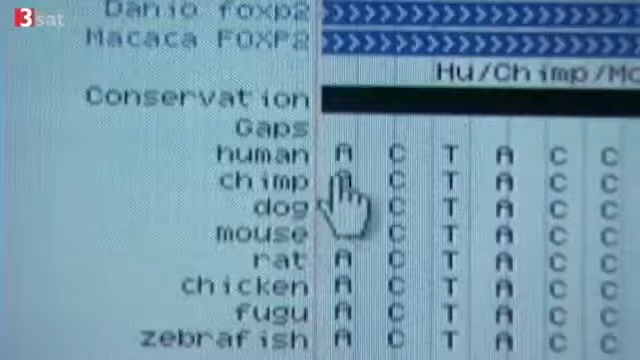 3sat
Danio foxp2
Macaca FOXP2
Hu/Chimp/Mo
Conservation
Gaps
human A C T A C C
chimp A C T A C C
dog C T A C C
mouse C T A C C
rat A C T A C C
chicken A C T A C C
fugu A C T A C C
zebrafish A C T A C C